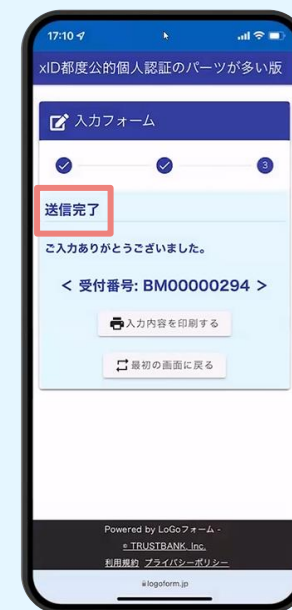 17:10
xID都度公的個人認証のパーツが多い版
入力フォーム
3
送信完了
ご入力ありがとうございました。
< 受付番号: BM00000294 >
入力内容を印刷する
最初の画面に戻る
Powered by LoGoフォーム -
© TRUSTBANK, Inc.
利用規約 プライバシーポリシー
logoform.jp